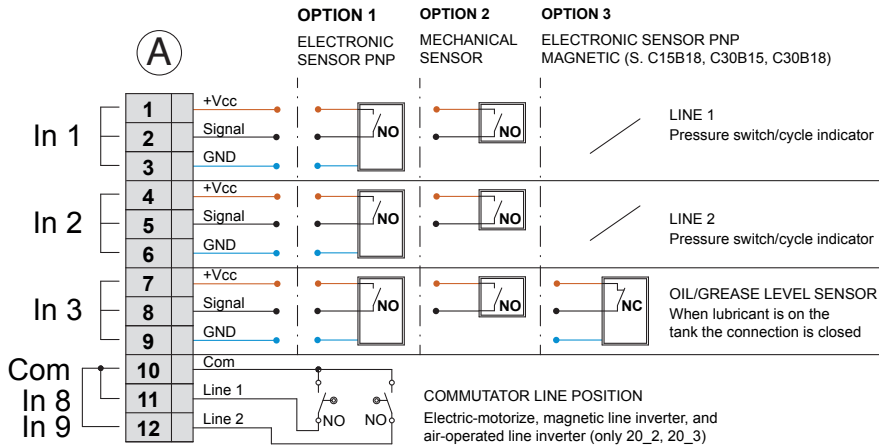 OPTION 1
OPTION 2
OPTION 3
ELECTRONIC
SENSOR PNP
MECHANICAL
SENSOR
ELECTRONIC SENSOR PNP
MAGNETIC (S. C15B18, C30B15, C30B18)
A
In 1
1
+Vcc
2
Signal
3
GND
NO
NO
LINE 1
Pressure switch/cycle indicator
In 2
4
+Vcc
5
Signal
6
GND
NO
NO
LINE 2
Pressure switch/cycle indicator
In 3
7
+Vcc
8
Signal
9
GND
NO
NO
NC
OIL/GREASE LEVEL SENSOR
When lubricant is on the
tank the connection is closed
Com
10
Com
In 8
11
Line 1
In 9
12
Line 2
NO
NO
COMMUTATOR LINE POSITION
Electric-motorize, magnetic line inverter, and
air-operated line inverter (only 20_2, 20_3)